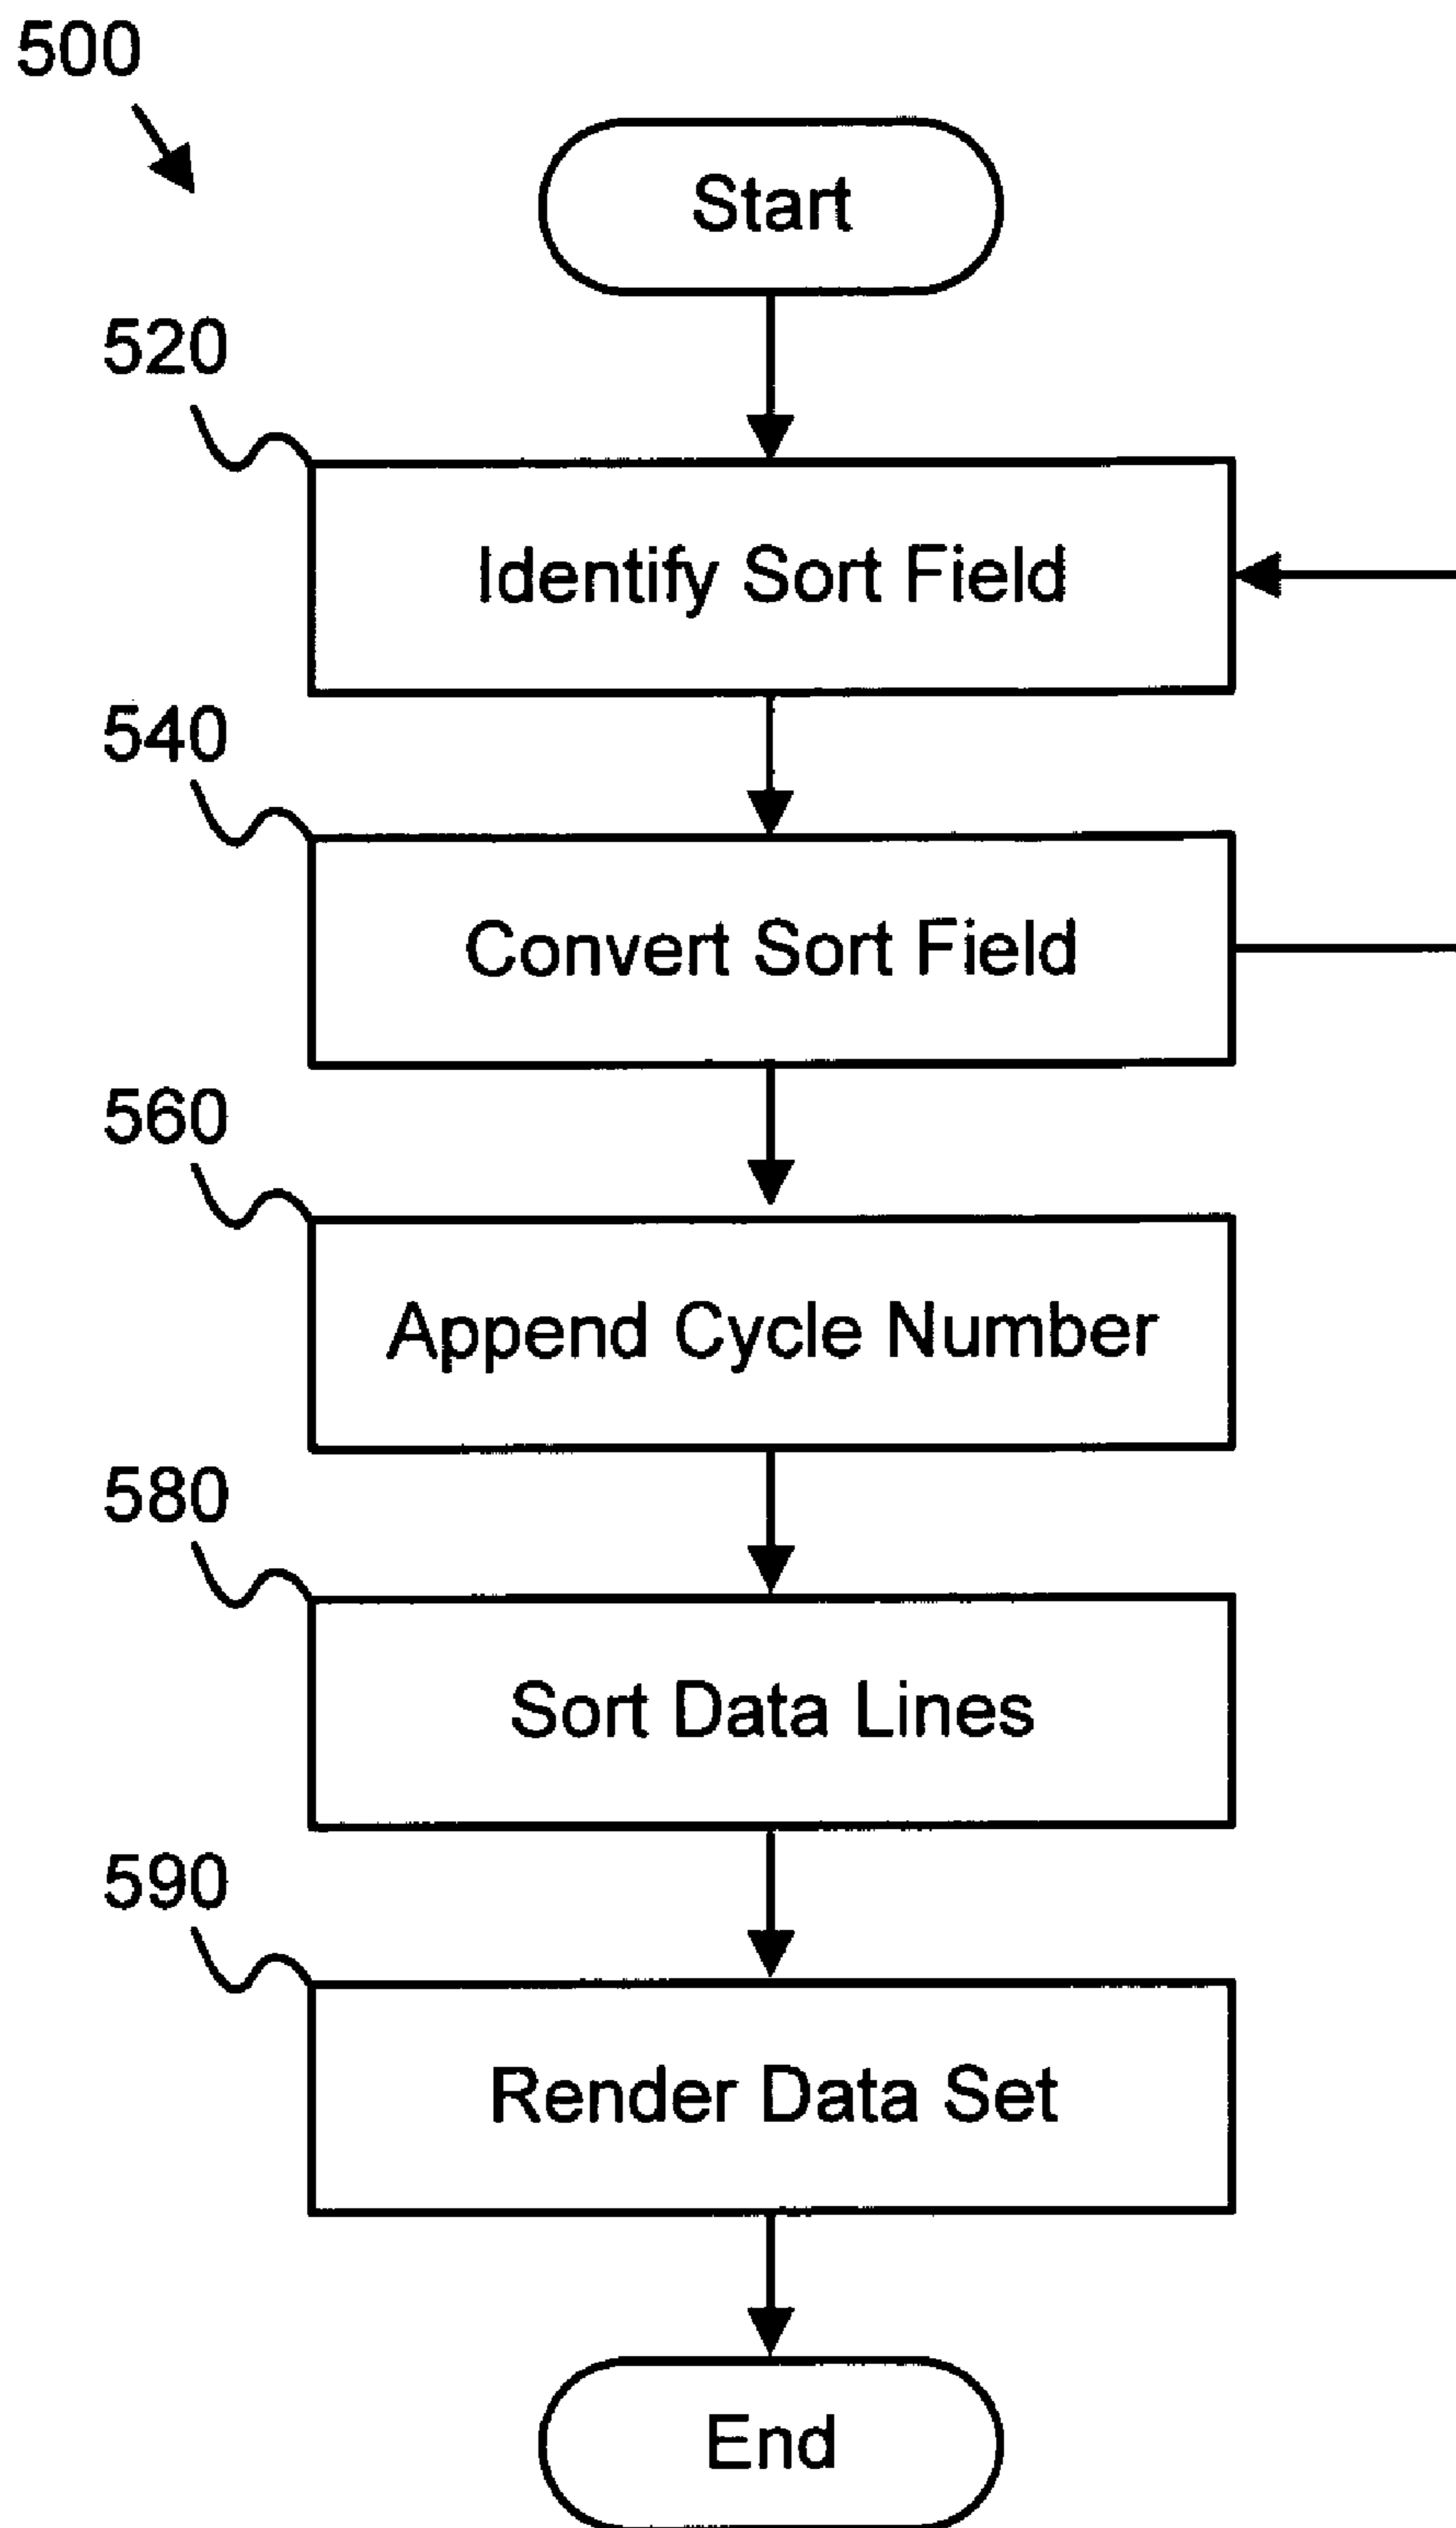 500
Start
520
Identify Sort Field
540
Convert Sort Field
560
Append Cycle Number
580
Sort Data Lines
590
Render Data Set
End